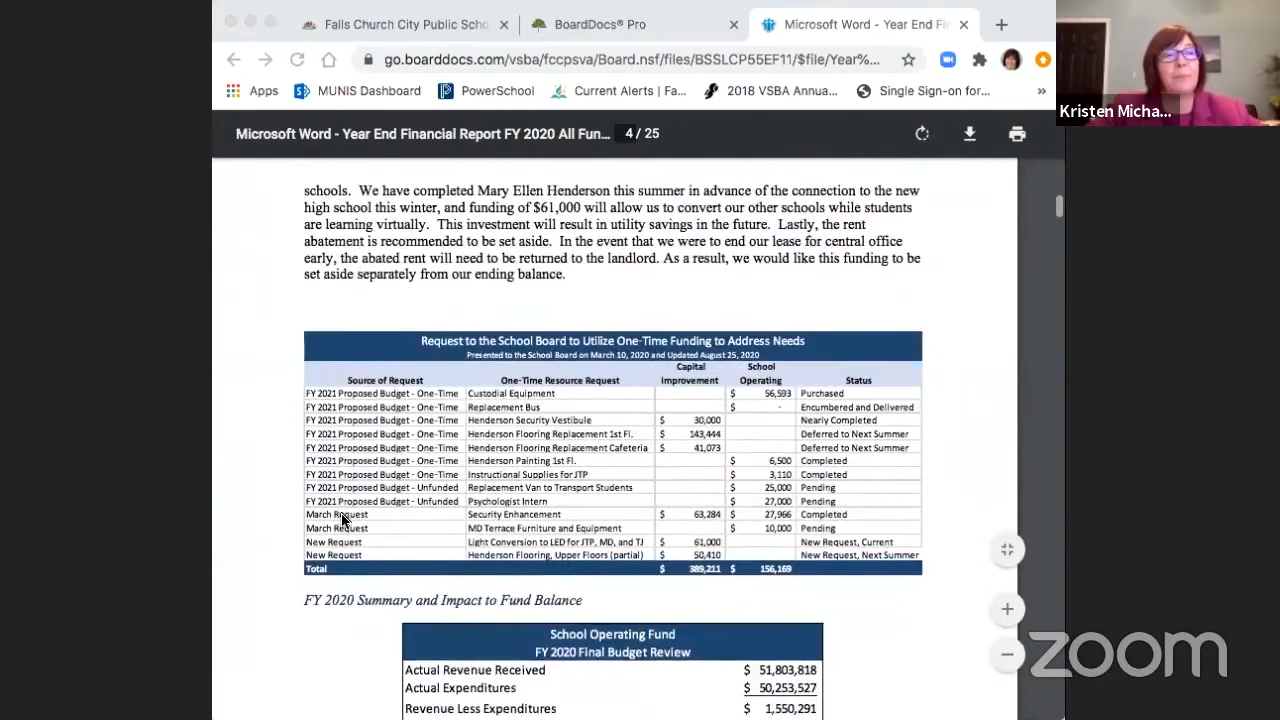 Falls Church City Public Scho
BoardDocs® Pro
Microsoft Word - Year End Fi
go.boarddocs.com/vsba/fccpsva/Board.nsf/files/BSSLCP55EF11/$file/Year%...
Apps
MUNIS Dashboard
PowerSchool
Current Alerts | Fa...
2018 VSBA Annua...
Single Sign-on for...
»
Kristen Micha...
Microsoft Word - Year End Financial Report FY 2020 All Fun... 4 / 25
schools. We have completed Mary Ellen Henderson this summer in advance of the connection to the new
high school this winter, and funding of $61,000 will allow us to convert our other schools while students
are learning virtually. This investment will result in utility savings in the future. Lastly, the rent
abatement is recommended to be set aside. In the event that we were to end our lease for central office
early, the abated rent will need to be returned to the landlord. As a result, we would like this funding to be
set aside separately from our ending balance.
Request to the School Board to Utilize One-Time Funding to Address Needs
Presented to the School Board on March 10, 2020 and Updated August 25, 2020
Capital School
Source of Request One-Time Resource Request Improvement Operating Status
FY 2021 Proposed Budget - One-Time Custodial Equipment $ 56,593 Purchased
FY 2021 Proposed Budget - One-Time Replacement Bus $ - Encumbered and Delivered
FY 2021 Proposed Budget - One-Time Henderson Security Vestibule $ 30,000 Nearly Completed
FY 2021 Proposed Budget - One-Time Henderson Flooring Replacement 1st Fl. $ 143,444 Deferred to Next Summer
FY 2021 Proposed Budget - One-Time Henderson Flooring Replacement Cafeteria $ 41,073 Deferred to Next Summer
FY 2021 Proposed Budget - One-Time Henderson Painting 1st Fl. $ 6,500 Completed
FY 2021 Proposed Budget - One-Time Instructional Supplies for JTP $ 3,110 Completed
FY 2021 Proposed Budget - Unfunded Replacement Van to Transport Students $ 25,000 Pending
FY 2021 Proposed Budget - Unfunded Psychologist Intern $ 27,000 Pending
March Request Security Enhancement $ 63,284 $ 27,966 Completed
March Request MD Terrace Furniture and Equipment $ 10,000 Pending
New Request Light Conversion to LED for JTP, MD, and TJ $ 61,000 New Request, Current
New Request Henderson Flooring, Upper Floors (partial) $ 50,410 New Request, Next Summer
Total $ 389,211 $ 156,169
FY 2020 Summary and Impact to Fund Balance
School Operating Fund
FY 2020 Final Budget Review
Actual Revenue Received $ 51,803,818
Actual Expenditures $ 50,253,527
Revenue Less Expenditures $ 1,550,291
zoom